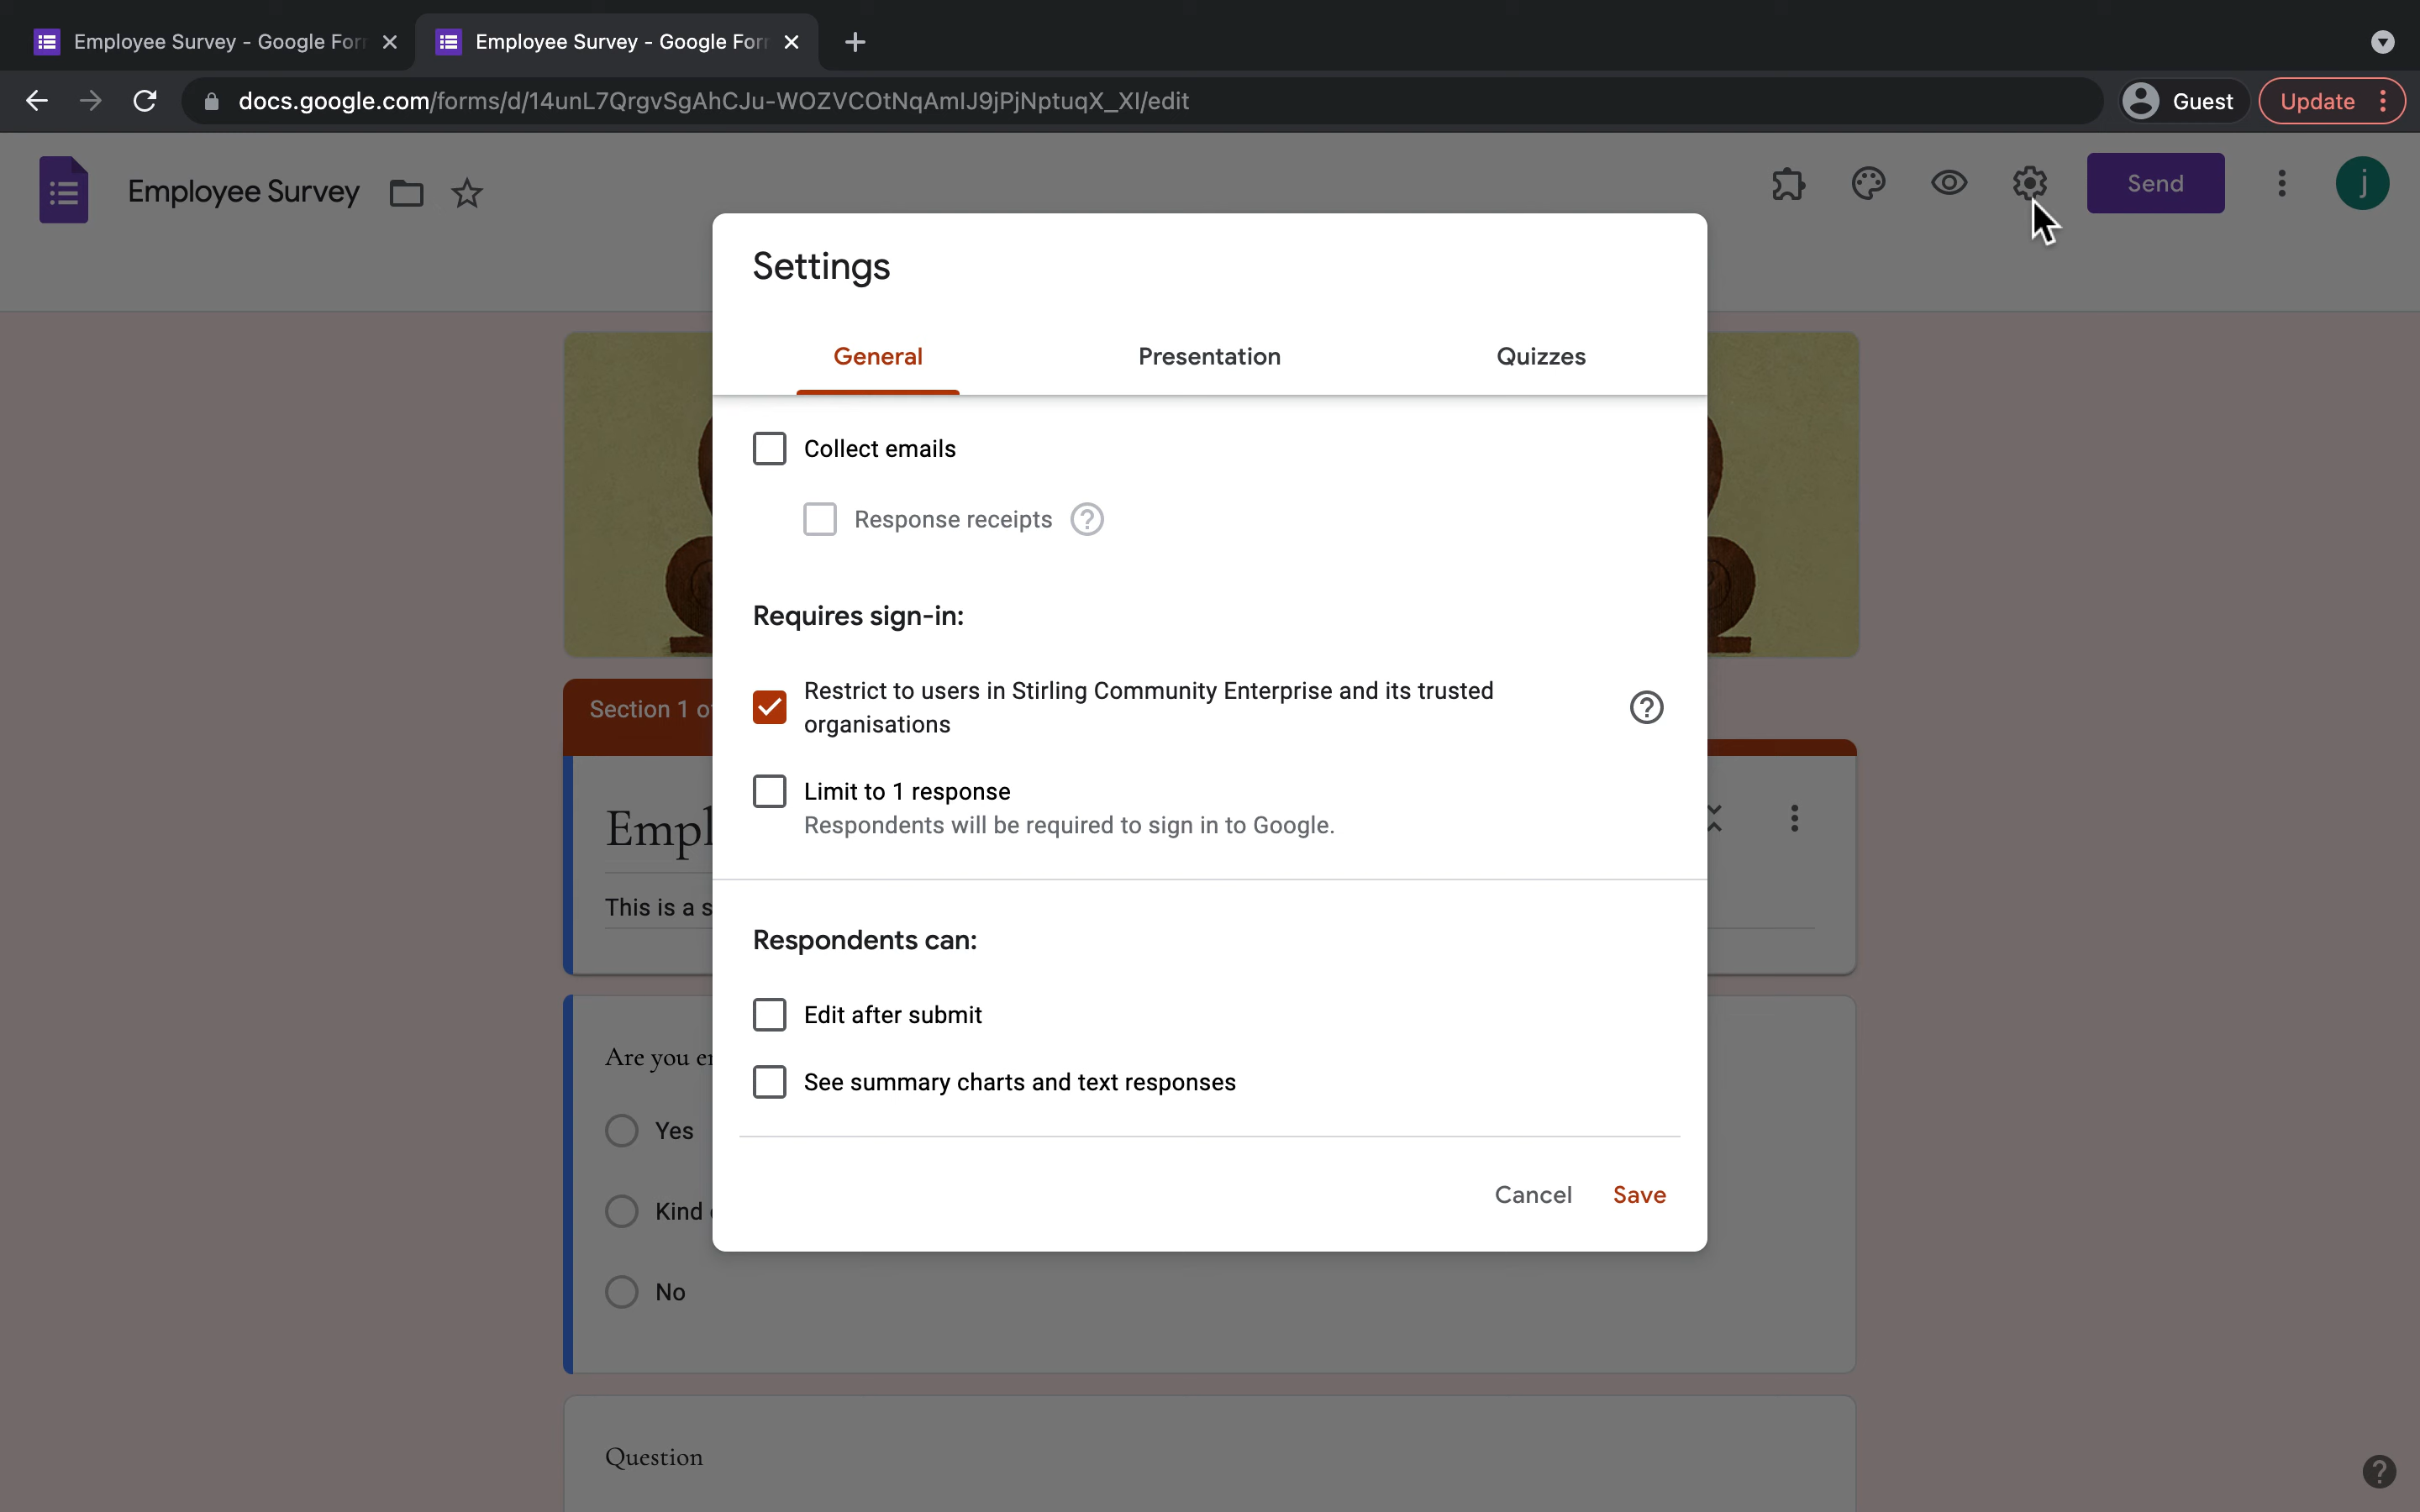 Employee Survey - Google For
Employee Survey - Google For
docs.google.com/forms/d/14unL7QrgvSgAhCJu-WOZVCOtNqAmIJ9jPjNptuqX_XI/edit
Guest
Update
Employee Survey
Send
j
Settings
General
Presentation
Quizzes
Collect emails
Response receipts
Requires sign-in:
Restrict to users in Stirling Community Enterprise and its trusted
organisations
Section 1 o
Limit to 1 response
Respondents will be required to sign in to Google.
Empl
This is a s
Respondents can:
Edit after submit
Are you e
See summary charts and text responses
Yes
Cancel
Save
Kind
No
Question